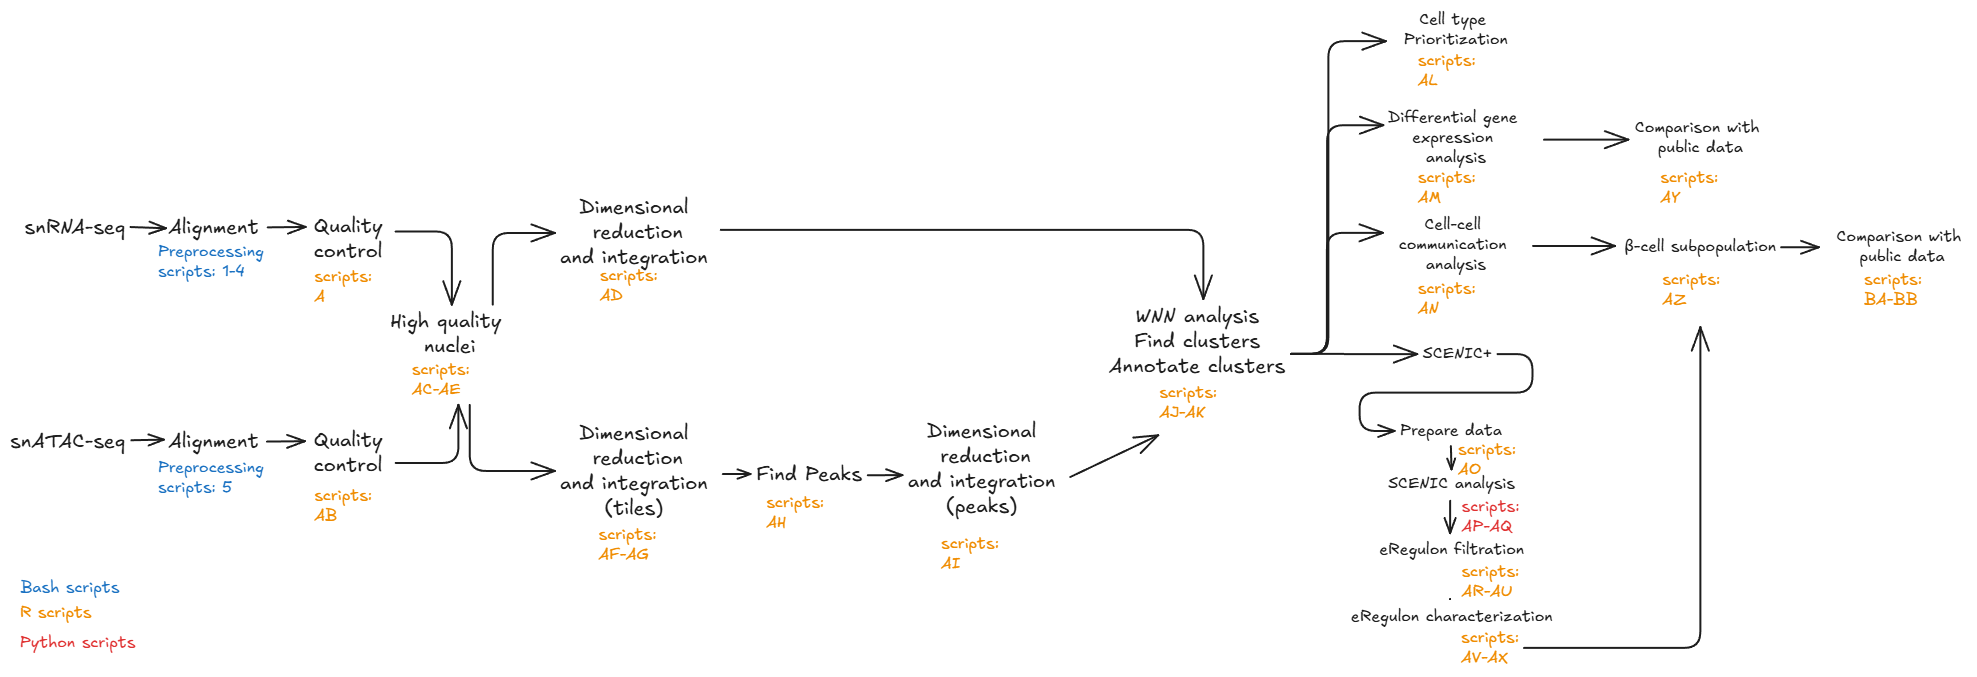 snRNA-seq
Alignment
Preprocessing
scripts: 1-4
Quality
control
scripts:
A
snATAC-seq
Alignment
Preprocessing
scripts: 5
Quality
control
scripts:
AB
High quality
nuclei
scripts:
AC-AE
Dimensional
reduction
and integration
scripts:
AD
Dimensional
reduction
and integration
(tiles)
scripts:
AF-AG
Find Peaks
scripts:
AH
Dimensional
reduction
and integration
(peaks)
scripts:
AI
WNN analysis
Find clusters
Annotate clusters
scripts:
AJ-AK
Cell type
Prioritization
scripts:
AL
Differential gene
expression
analysis
scripts:
AM
Comparison with
public data
scripts:
AY
Cell-cell
communication
analysis
scripts:
AN
β-cell subpopulation
scripts:
AZ
Comparison with
public data
scripts:
BA-BB
SCENIC+
Prepare data
scripts:
AO
SCENIC analysis
scripts:
AP-AQ
eRegulon filtration
scripts:
AR-AU
eRegulon characterization
scripts:
AV-AX
Bash scripts
R scripts
Python scripts